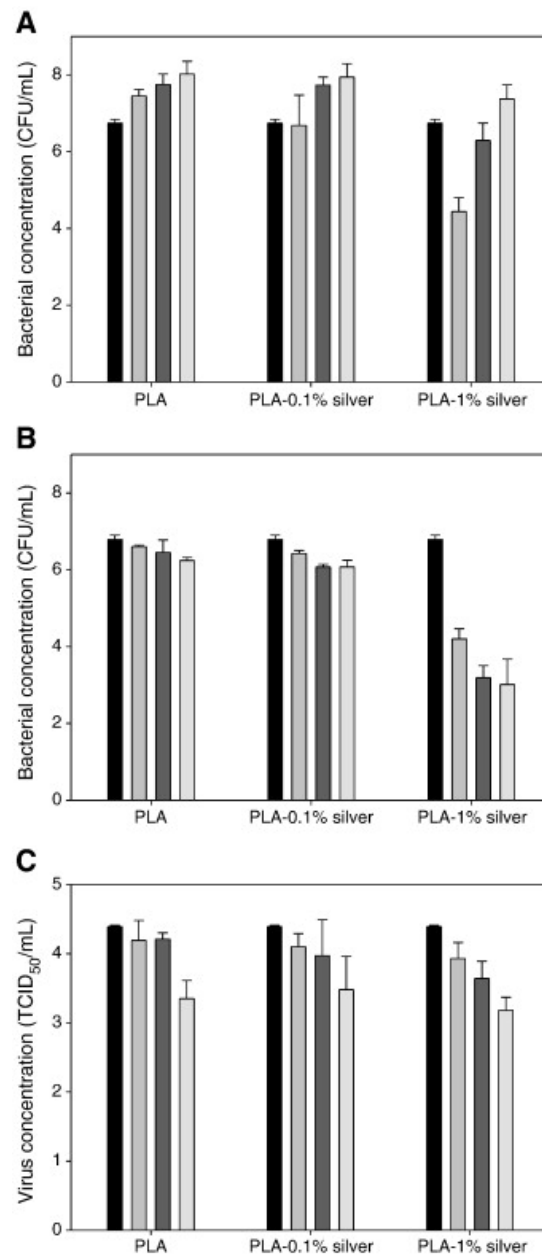 A
Bacterial concentration (CFU/mL)
8
6
4
2
0
PLA
PLA-0.1% silver
PLA-1% silver
B
Bacterial concentration (CFU/mL)
8
6
4
2
0
PLA
PLA-0.1% silver
PLA-1% silver
C
Virus concentration (TCID50/mL)
5
4
3
2
1
0
PLA
PLA-0.1% silver
PLA-1% silver